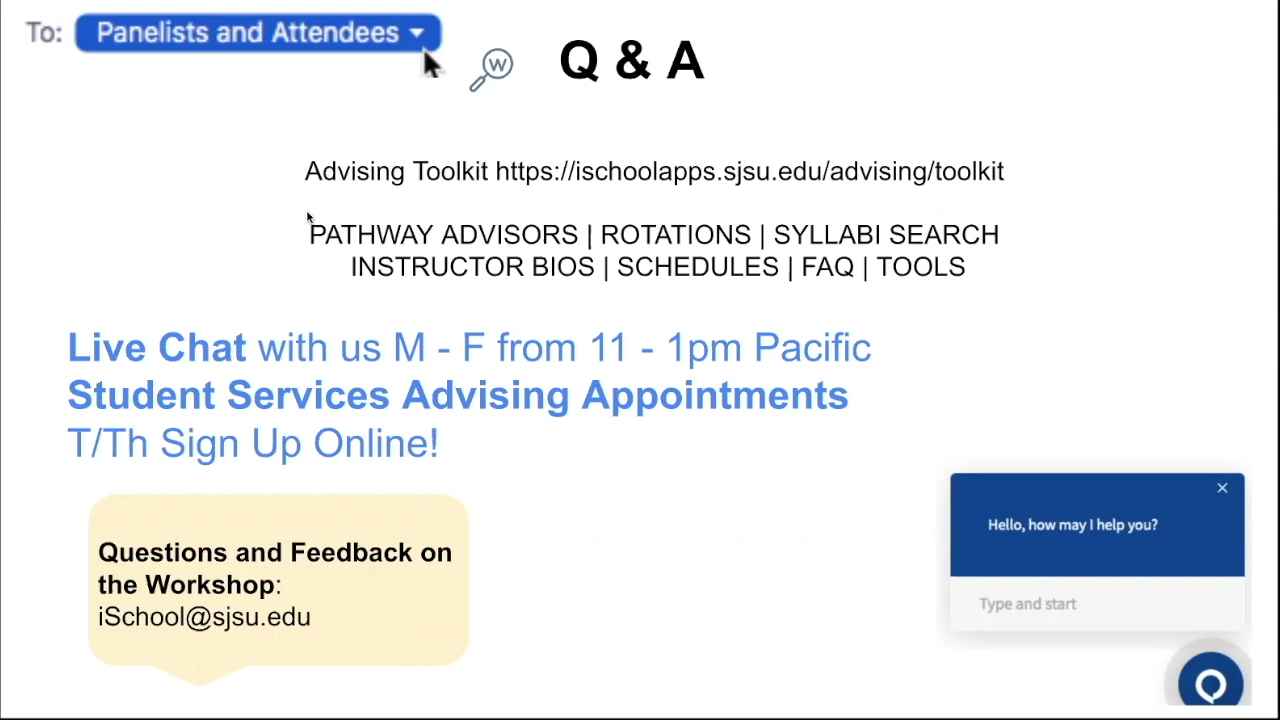 To: Panelists and Attendees
W
Q & A
Advising Toolkit https://ischoolapps.sjsu.edu/advising/toolkit
PATHWAY ADVISORS | ROTATIONS | SYLLABI SEARCH
INSTRUCTOR BIOS | SCHEDULES | FAQ | TOOLS
Live Chat with us M - F from 11 - 1pm Pacific
Student Services Advising Appointments
T/Th Sign Up Online!
Questions and Feedback on
the Workshop:
iSchool@sjsu.edu
Hello, how may I help you?
Type and start